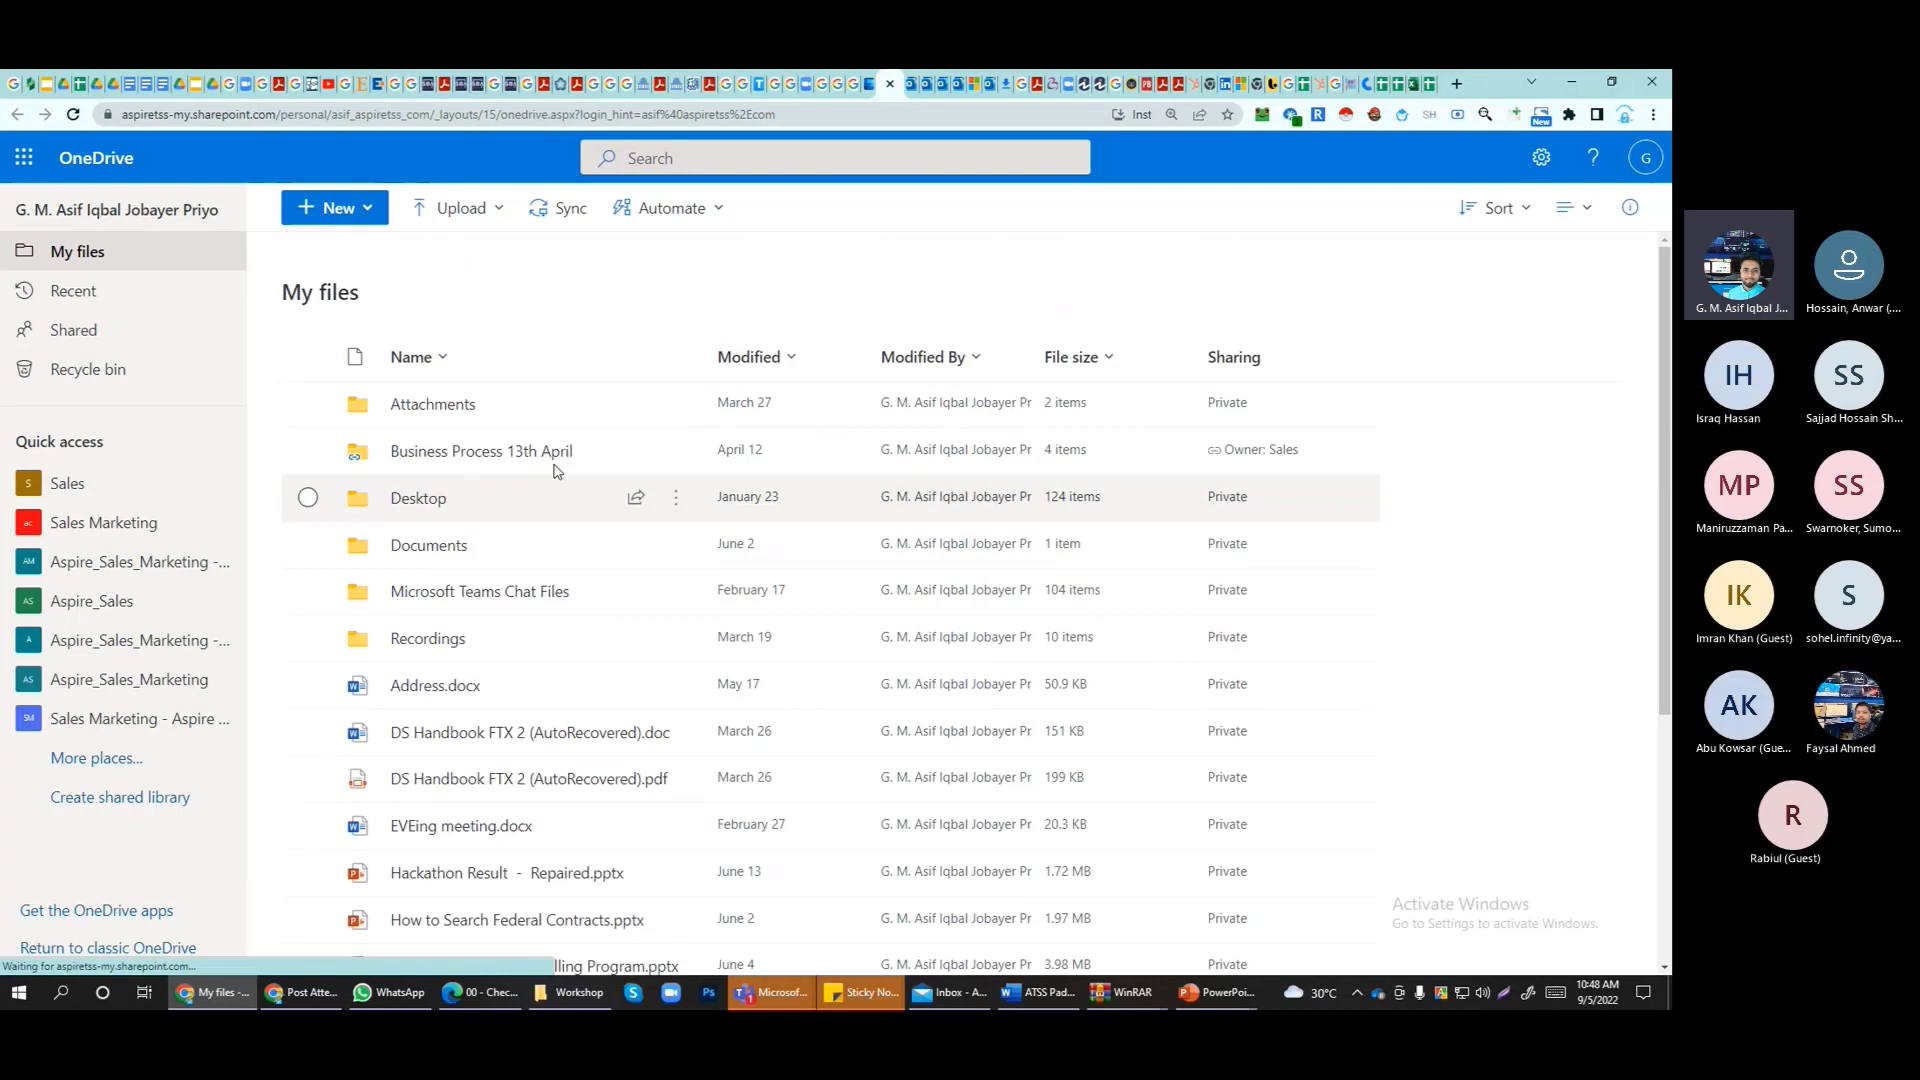 aspiretss-my.sharepoint.com/personal/asif_aspiretss_com/_layouts/15/onedrive.aspx?login_hint=asif%40aspiretss%2Ecom
Inst
SH
New
OneDrive
Search
?
G
G. M. Asif Iqbal Jobayer Priyo
New
Upload
Sync
Automate
Sort
My files
Recent
Shared
Recycle bin
Quick access
S Sales
ac Sales Marketing
AM Aspire_Sales_Marketing -...
AS Aspire_Sales
A Aspire_Sales_Marketing -...
AS Aspire_Sales_Marketing
SM Sales Marketing - Aspire ...
More places...
Create shared library
Get the OneDrive apps
Return to classic OneDrive
Waiting for aspiretss-my.sharepoint.com...
My files
Name Modified Modified By File size Sharing
Attachments March 27 G. M. Asif Iqbal Jobayer Pr 2 items Private
Business Process 13th April April 12 G. M. Asif Iqbal Jobayer Pr 4 items Owner: Sales
Desktop January 23 G. M. Asif Iqbal Jobayer Pr 124 items Private
Documents June 2 G. M. Asif Iqbal Jobayer Pr 1 item Private
Microsoft Teams Chat Files February 17 G. M. Asif Iqbal Jobayer Pr 104 items Private
Recordings March 19 G. M. Asif Iqbal Jobayer Pr 10 items Private
Address.docx May 17 G. M. Asif Iqbal Jobayer Pr 50.9 KB Private
DS Handbook FTX 2 (AutoRecovered).doc March 26 G. M. Asif Iqbal Jobayer Pr 151 KB Private
DS Handbook FTX 2 (AutoRecovered).pdf March 26 G. M. Asif Iqbal Jobayer Pr 199 KB Private
EVEing meeting.docx February 27 G. M. Asif Iqbal Jobayer Pr 20.3 KB Private
Hackathon Result - Repaired.pptx June 13 G. M. Asif Iqbal Jobayer Pr 1.72 MB Private
How to Search Federal Contracts.pptx June 2 G. M. Asif Iqbal Jobayer Pr 1.97 MB Private
lling Program.pptx June 4 G. M. Asif Iqbal Jobayer Pr 3.98 MB Private
Activate Windows
Go to Settings to activate Windows.
My files -...
Post Atte...
WhatsApp
00 - Chec...
Workshop
Ps
Microsof...
Sticky No...
Inbox - A...
ATSS Pad...
WinRAR
PowerPoi...
30°C
10:48 AM
9/5/2022
G. M. Asif Iqbal J...
Hossain, Anwar (....
IH
Israq Hassan
SS
Sajjad Hossain Sh...
MP
Maniruzzaman Pa...
SS
Swarnoker, Sumo...
IK
Imran Khan (Guest)
S
sohel.infinity@ya...
AK
Abu Kowsar (Gue...
Faysal Ahmed
R
Rabiul (Guest)